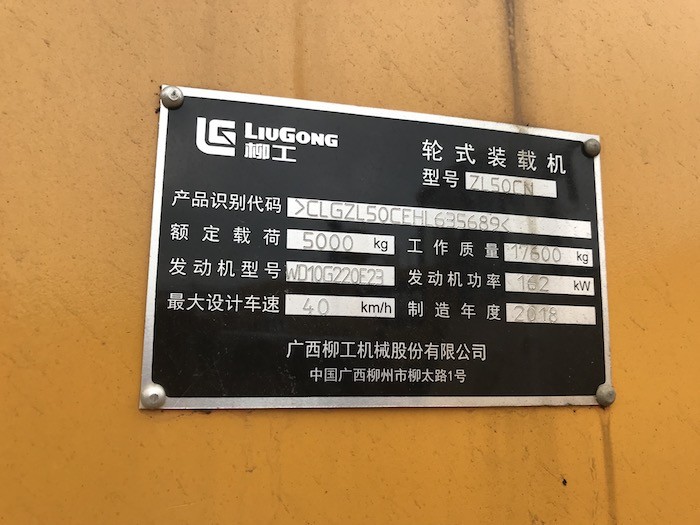 LG LIUGONG
柳工
轮式装载机
型号 ZL50CN
产品识别代码 >CLGZL50CEHL635689<
额定载荷 5000 kg 工作质量 17600 kg
发动机型号 WD10G220E23 发动机功率 162 kW
最大设计车速 40 km/h 制造年度 2018
广西柳工机械股份有限公司
中国广西柳州市柳太路1号